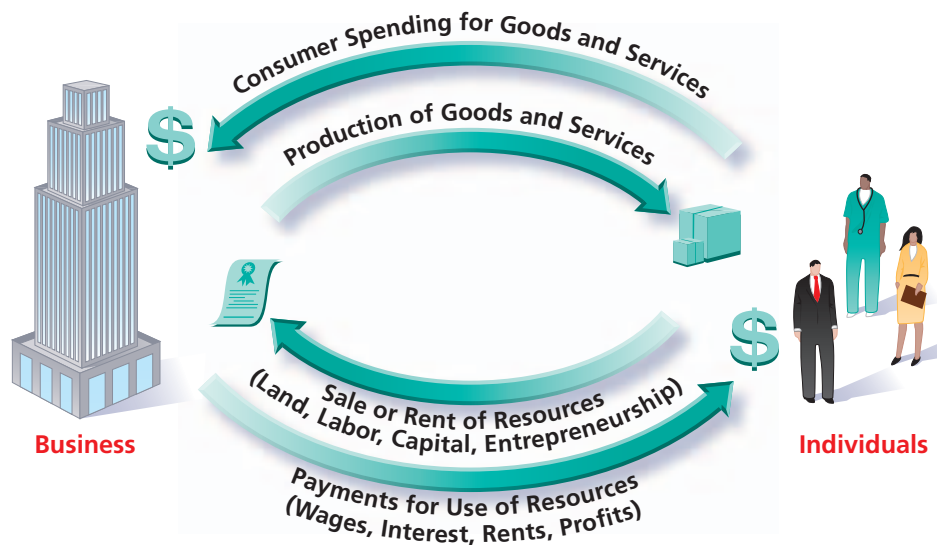 Consumer Spending for Goods and Services
$
Production of Goods and Services
$
Sale or Rent of Resources
(Land, Labor, Capital, Entrepreneurship)
Business
Individuals
Payments for Use of Resources
(Wages, Interest, Rents, Profits)